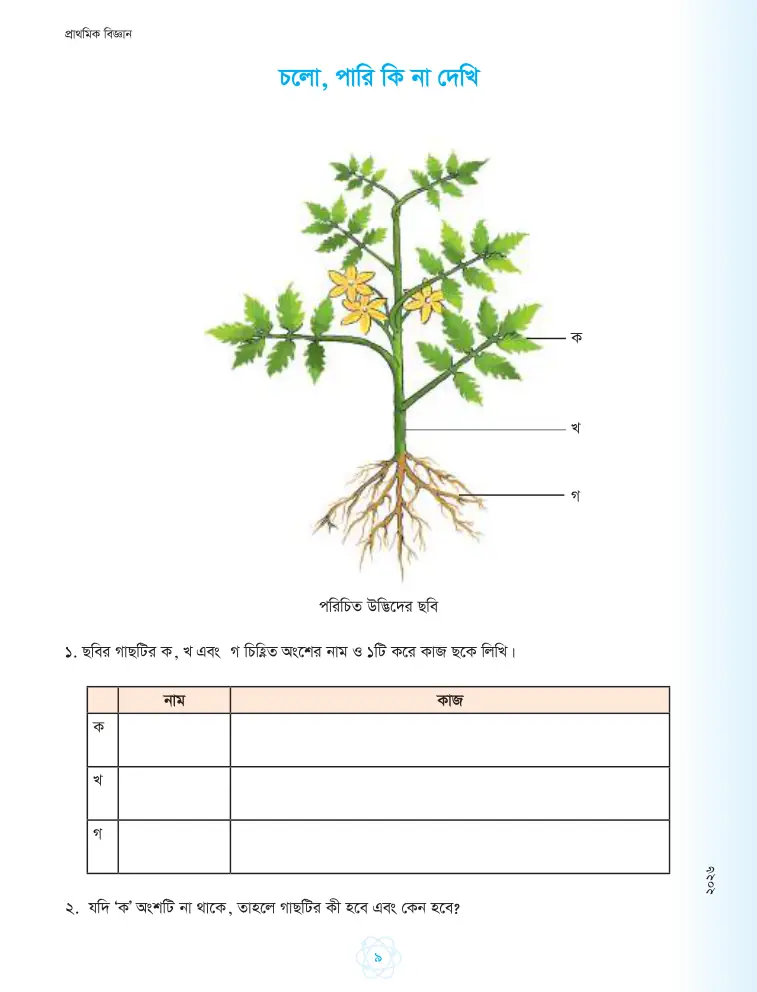 প্রাথমিক বিজ্ঞান
চলো, পারি কি না দেখি
ক
খ
গ
পরিচিত উদ্ভিদের ছবি
১. ছবির গাছটির ক, খ এবং গ চিহ্নিত অংশের নাম ও ১টি করে কাজ ছকে লিখি।
নাম কাজ
ক
খ
গ
২. যদি ‘ক’ অংশটি না থাকে, তাহলে গাছটির কী হবে এবং কেন হবে?
২০২৬
৯